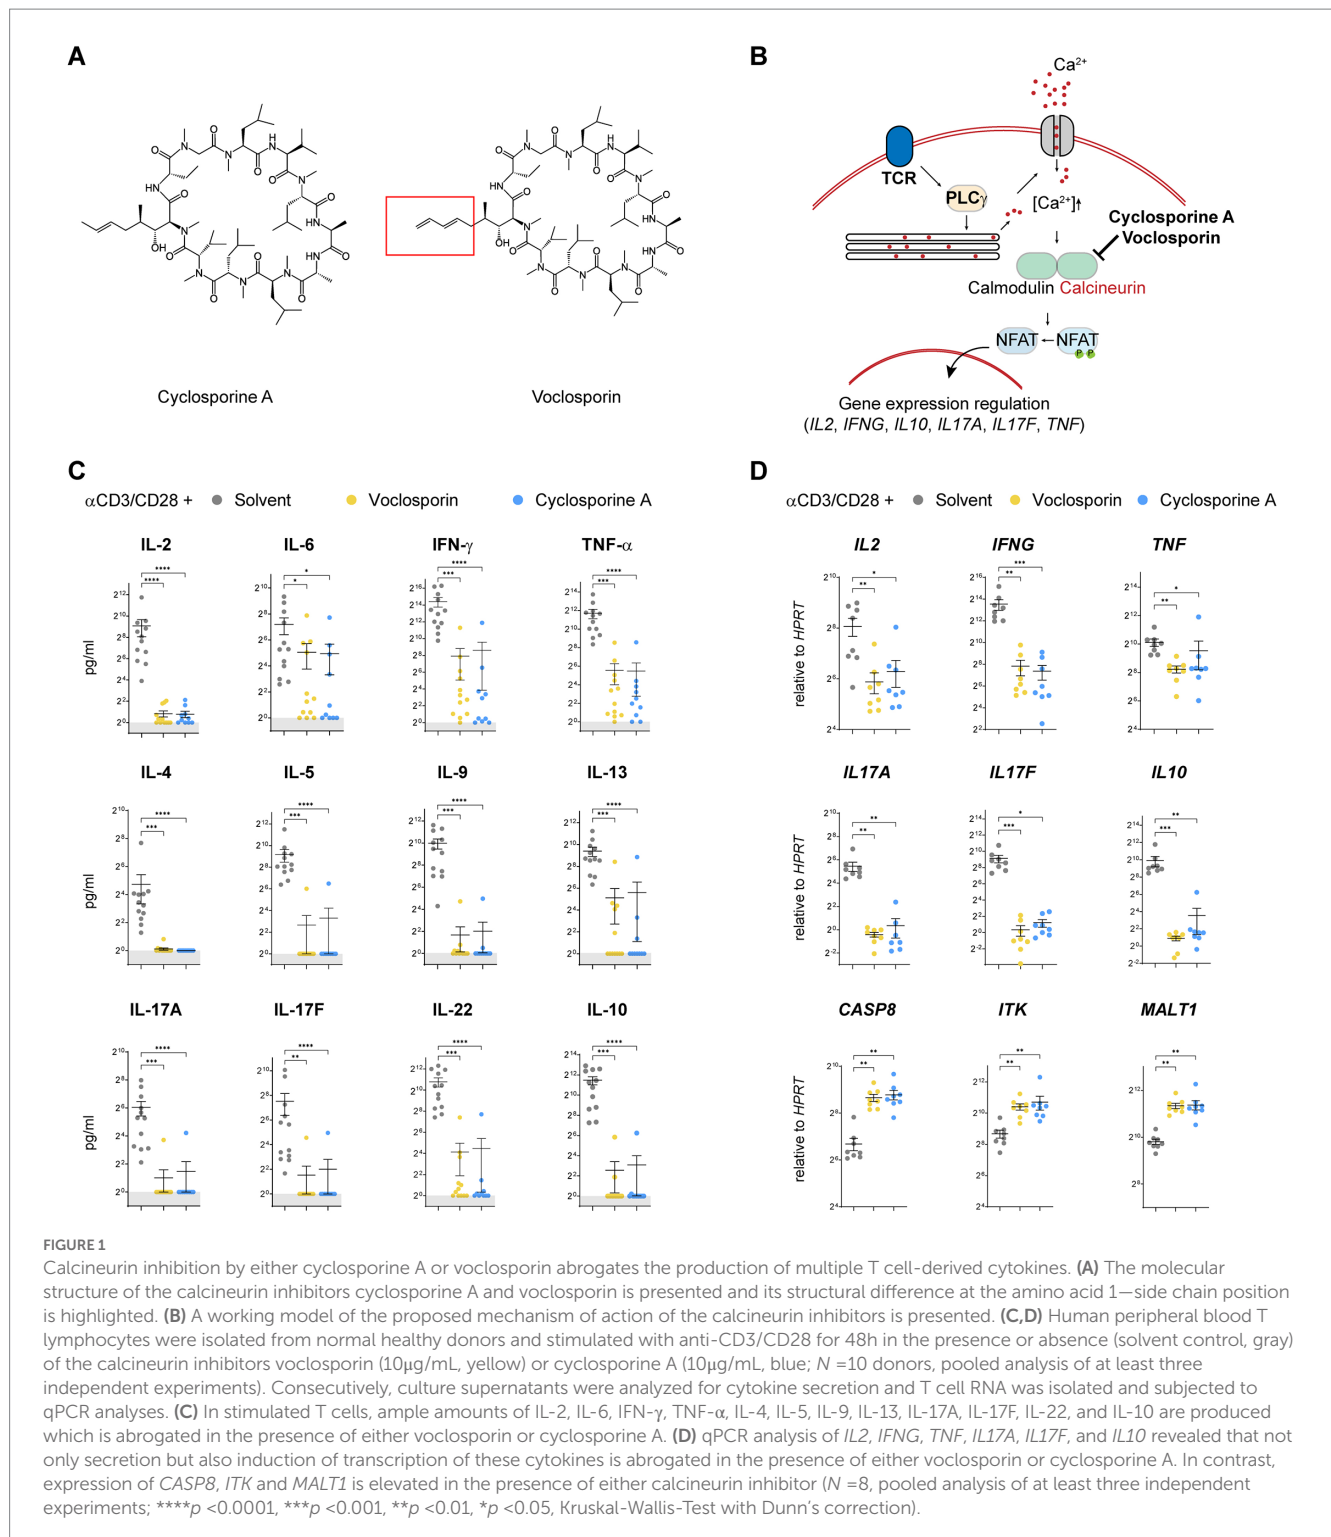 A
B
Cyclosporine A
Voclosporin
Ca²⁺
TCR
PLCγ
[Ca²⁺]
Cyclosporine A
Voclosporin
Calmodulin Calcineurin
NFAT NFAT
P P
Gene expression regulation
(IL2, IFNG, IL10, IL17A, IL17F, TNF)
C
αCD3/CD28 + Solvent Voclosporin Cyclosporine A
IL-2 IL-6 IFN-γ TNF-α
pg/ml
IL-4 IL-5 IL-9 IL-13
pg/ml
IL-17A IL-17F IL-22 IL-10
pg/ml
D
αCD3/CD28 + Solvent Voclosporin Cyclosporine A
IL2 IFNG TNF
relative to HPRT
IL17A IL17F IL10
relative to HPRT
CASP8 ITK MALT1
relative to HPRT
FIGURE 1
Calcineurin inhibition by either cyclosporin A or voclosporin abrogates the production of multiple T cell-derived cytokines. (A) The molecular
structure of the calcineurin inhibitors cyclosporine A and voclosporin is presented and its structural difference at the amino acid 1—side chain position
is highlighted. (B) A working model of the proposed mechanism of action of the calcineurin inhibitors is presented. (C,D) Human peripheral blood T
lymphocytes were isolated from normal healthy donors and stimulated with anti-CD3/CD28 for 48h in the presence or absence (solvent control, gray)
of the calcineurin inhibitors voclosporin (10μg/mL, yellow) or cyclosporine A (10μg/mL, blue; N =10 donors, pooled analysis of at least three
independent experiments). Consecutively, culture supernatants were analyzed for cytokine secretion and T cell RNA was isolated and subjected to
qPCR analyses. (C) In stimulated T cells, ample amounts of IL-2, IL-6, IFN-γ, TNF-α, IL-4, IL-5, IL-9, IL-13, IL-17A, IL-17F, IL-22, and IL-10 are produced
which is abrogated in the presence of either voclosporin or cyclosporine A. (D) qPCR analysis of IL2, IFNG, TNF, IL17A, IL17F, and IL10 revealed that not
only secretion but also induction of transcription of these cytokines is abrogated in the presence of either voclosporin or cyclosporine A. In contrast,
expression of CASP8, ITK and MALT1 is elevated in the presence of either calcineurin inhibitor (N =8, pooled analysis of at least three independent
experiments; ****p <0.0001, ***p <0.001, **p <0.01, *p <0.05, Kruskal-Wallis-Test with Dunn's correction).